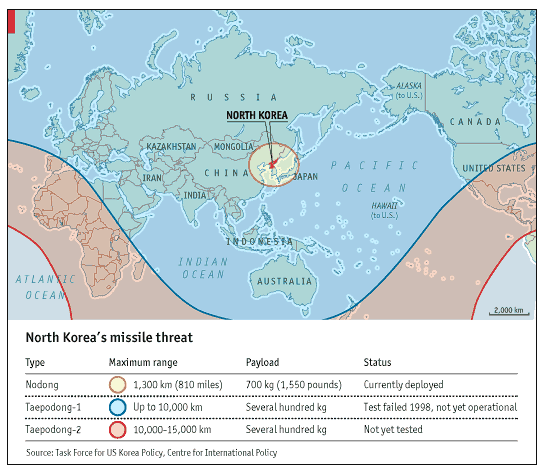 ALASKA
(to U.S.)
RUSSIA
CANADA
NORTH KOREA
KAZAKHSTAN
MONGOLIA
PACIFIC
OCEAN
UNITED STATES
IRAN
CHINA
JAPAN
INDIA
HAWAII
(to U.S.)
INDONESIA
INDIAN
OCEAN
AUSTRALIA
ATLANTIC
OCEAN
2,000 km
North Korea's missile threat
Type Maximum range Payload Status
Nodong 1,300 km (810 miles) 700 kg (1,550 pounds) Currently deployed
Taepodong-1 Up to 10,000 km Several hundred kg Test failed 1998, not yet operational
Taepodong-2 10,000-15,000 km Several hundred kg Not yet tested
Source: Task Force for US Korea Policy, Centre for International Policy